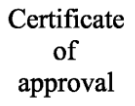 Certificate
of
approval